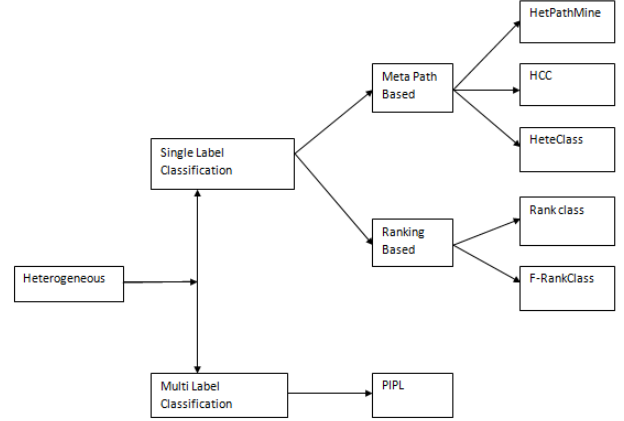 HetPathMine
Meta Path
Based
HCC
HeteClass
Single Label
Classification
Rank class
Ranking
Based
F-RankClass
Heterogeneous
Multi Label
Classification
PIPL